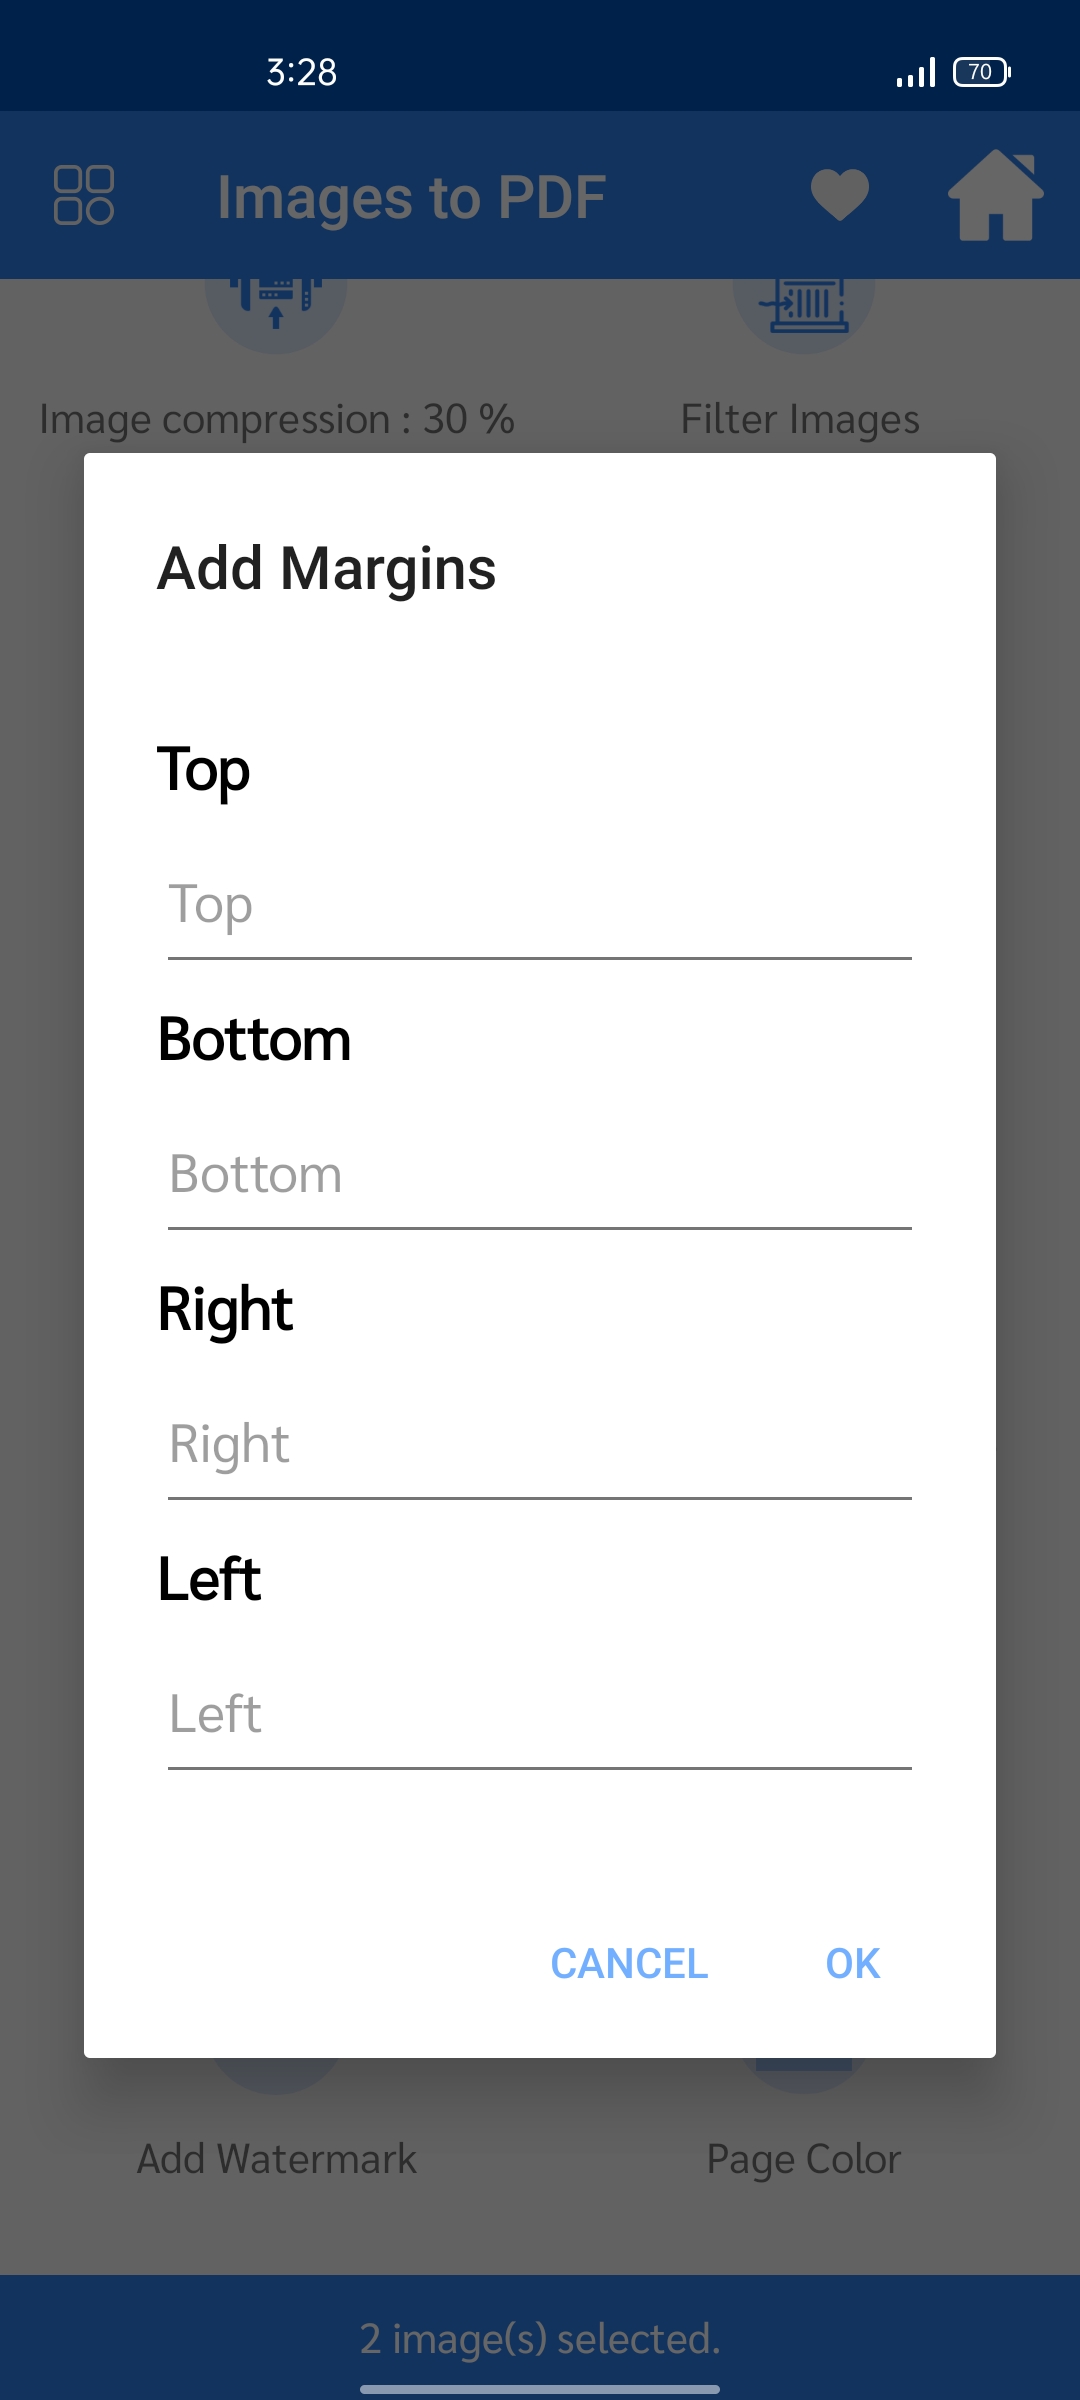 3:28
70
Images to PDF
Image compression : 30 %
Filter Images
Add Margins
Top
Top
Bottom
Bottom
Right
Right
Left
Left
CANCEL
OK
Add Watermark
Page Color
2 image(s) selected.